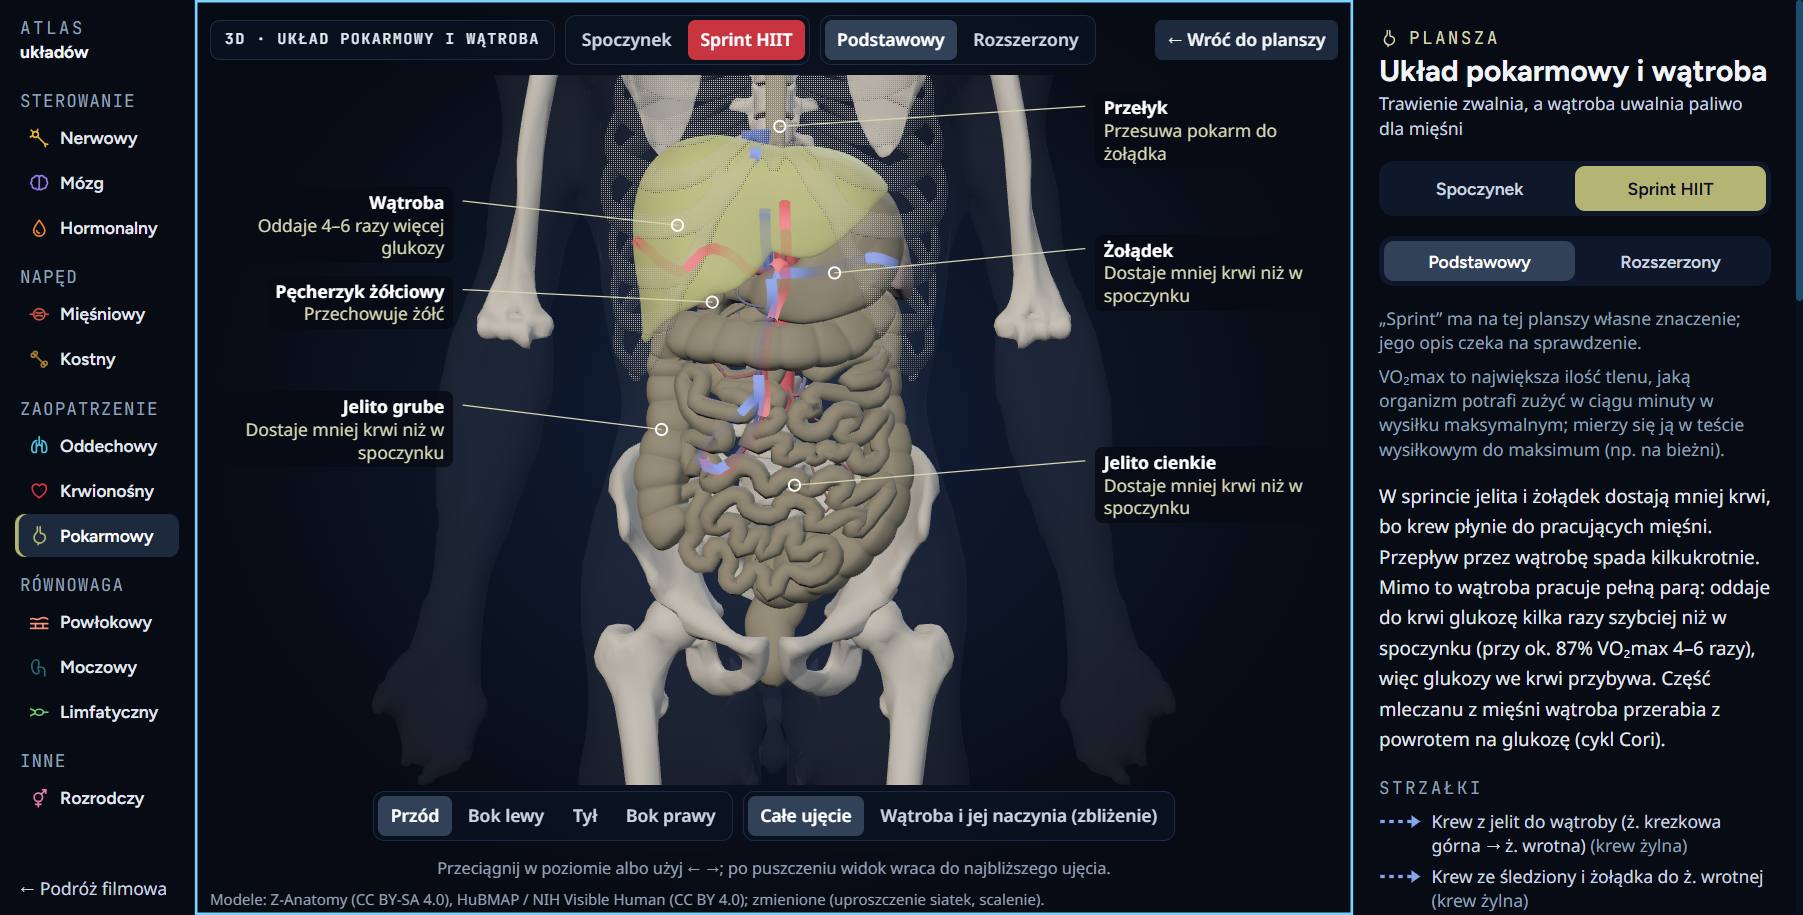 ATLAS
układów
STEROWANIE
Nerwowy
Mózg
Hormonalny
NAPĘD
Mięśniowy
Kostny
ZAOPATRZENIE
Oddechowy
Krwionośny
Pokarmowy
RÓWNOWAGA
Powłokowy
Moczowy
Limfatyczny
INNE
Rozrodczy
← Podróż filmowa
3D · UKŁAD POKARMOWY I WĄTROBA
Spoczynek
Sprint HIIT
Podstawowy
Rozszerzony
← Wróć do planszy
Przełyk
Przesuwa pokarm do
żołądka
Wątroba
Oddaje 4–6 razy więcej
glukozy
Żołądek
Dostaje mniej krwi niż w
spoczynku
Pęcherzyk żółciowy
Przechowuje żółć
Jelito grube
Dostaje mniej krwi niż w
spoczynku
Jelito cienkie
Dostaje mniej krwi niż w
spoczynku
Przód
Bok lewy
Tył
Bok prawy
Całe ujęcie
Wątroba i jej naczynia (zbliżenie)
Przeciągnij w poziomie albo użyj ← →; po puszczeniu widok wraca do najbliższego ujęcia.
Modele: Z-Anatomy (CC BY-SA 4.0), HuBMAP / NIH Visible Human (CC BY 4.0); zmienione (uproszczenie siatek, scalenie).
PLANSZA
Układ pokarmowy i wątroba
Trawienie zwalnia, a wątroba uwalnia paliwo
dla mięśni
Spoczynek
Sprint HIIT
Podstawowy
Rozszerzony
„Sprint” ma na tej planszy własne znaczenie;
jego opis czeka na sprawdzenie.
VO₂max to największa ilość tlenu, jaką
organizm potrafi zużyć w ciągu minuty w
wysiłku maksymalnym; mierzy się ją w teście
wysiłkowym do maksimum (np. na bieżni).
W sprincie jelita i żołądek dostają mniej krwi,
bo krew płynie do pracujących mięśni.
Przepływ przez wątrobę spada kilkukrotnie.
Mimo to wątroba pracuje pełną parą: oddaje
do krwi glukozę kilka razy szybciej niż w
spoczynku (przy ok. 87% VO₂max 4–6 razy),
więc glukozy we krwi przybywa. Część
mleczanu z mięśni wątroba przerabia z
powrotem na glukozę (cykl Cori).
STRZAŁKI
Krew z jelit do wątroby (ż. krezkowa
górna → ż. wrotna) (krew żylna)
Krew ze śledziony i żołądka do ż. wrotnej
(krew żylna)